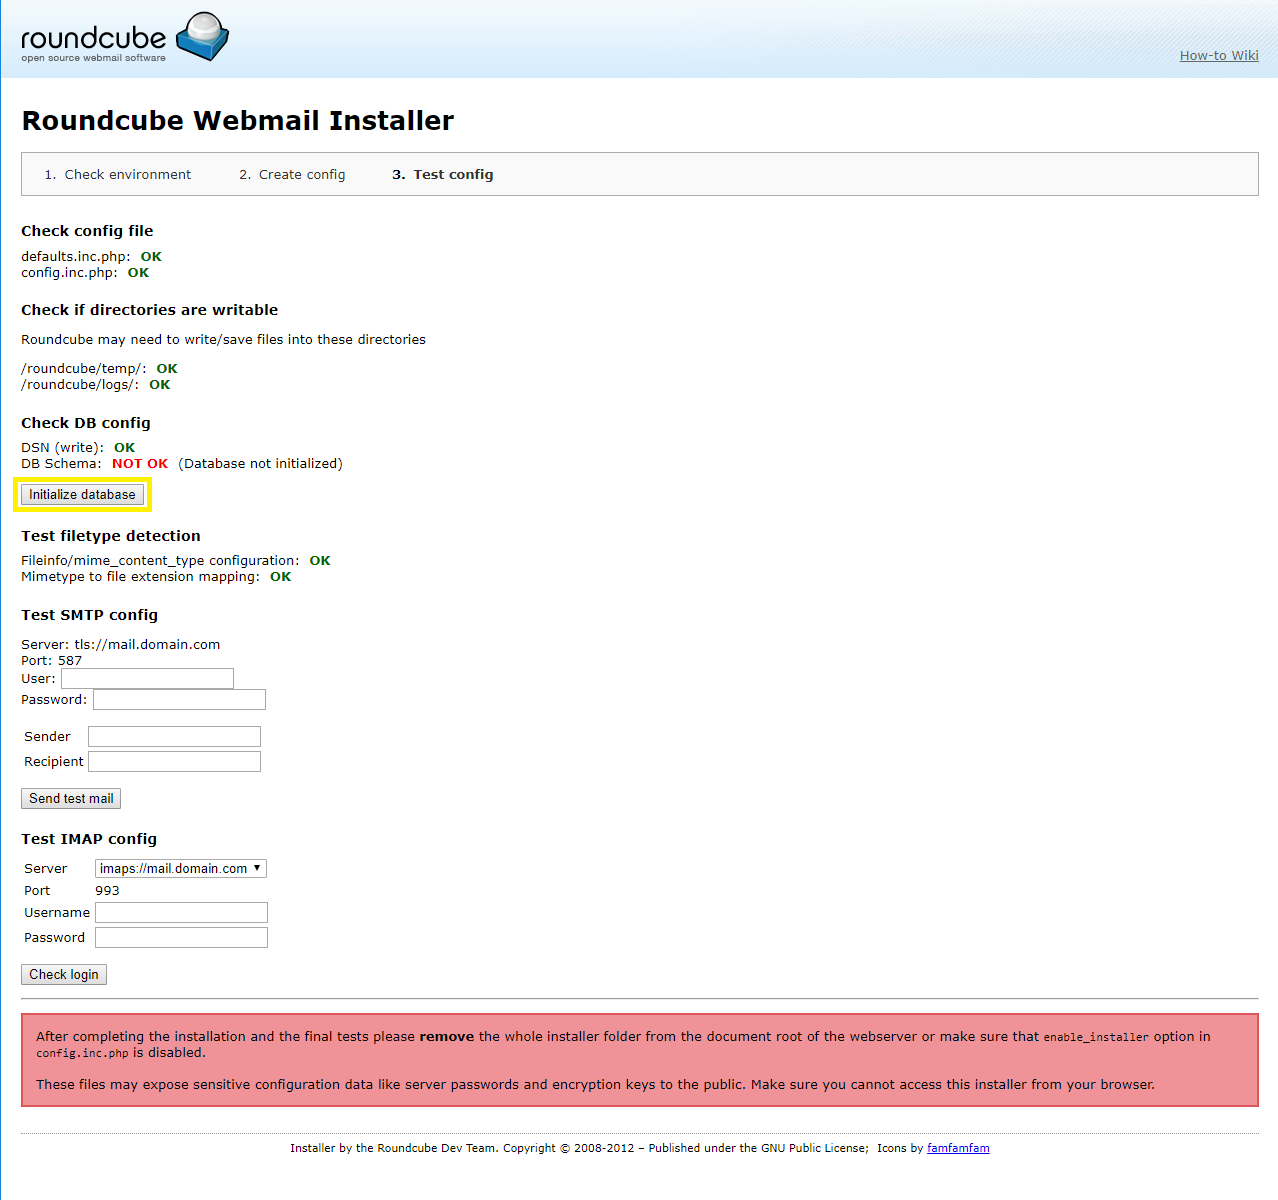 roundcube
open source webmail software
How-to Wiki
Roundcube Webmail Installer
1. Check environment 2. Create config 3. Test config
Check config file
defaults.inc.php: OK
config.inc.php: OK
Check if directories are writable
Roundcube may need to write/save files into these directories
/roundcube/temp/: OK
/roundcube/logs/: OK
Check DB config
DSN (write): OK
DB Schema: NOT OK (Database not initialized)
Initialize database
Test filetype detection
Fileinfo/mime_content_type configuration: OK
Mimetype to file extension mapping: OK
Test SMTP config
Server: tls://mail.domain.com
Port: 587
User:
Password:
Sender
Recipient
Send test mail
Test IMAP config
Server imaps://mail.domain.com
Port 993
Username
Password
Check login
After completing the installation and the final tests please remove the whole installer folder from the document root of the webserver or make sure that enable_installer option in
config.inc.php is disabled.
These files may expose sensitive configuration data like server passwords and encryption keys to the public. Make sure you cannot access this installer from your browser.
Installer by the Roundcube Dev Team. Copyright © 2008-2012 – Published under the GNU Public License; Icons by famfamfam